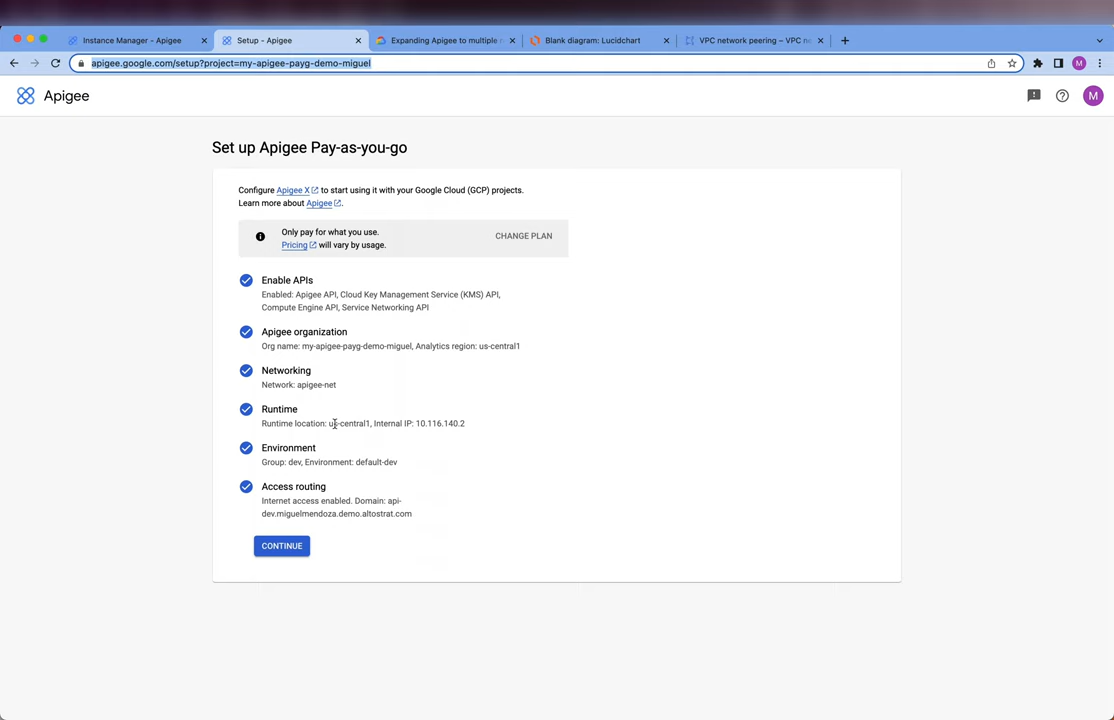 Instance Manager - Apigee
Setup - Apigee
Expanding Apigee to multiple
Blank diagram: Lucidchart
VPC network peering – VPC n
apigee.google.com/setup?project=my-apigee-payg-demo-miguel
M
Apigee
M
Set up Apigee Pay-as-you-go
Configure Apigee X to start using it with your Google Cloud (GCP) projects.
Learn more about Apigee.
Only pay for what you use.
Pricing will vary by usage.
CHANGE PLAN
Enable APIs
Enabled: Apigee API, Cloud Key Management Service (KMS) API,
Compute Engine API, Service Networking API
Apigee organization
Org name: my-apigee-payg-demo-miguel, Analytics region: us-central1
Networking
Network: apigee-net
Runtime
Runtime location: us-central1, Internal IP: 10.116.140.2
Environment
Group: dev, Environment: default-dev
Access routing
Internet access enabled. Domain: api-
dev.miguelmendoza.demo.altostrat.com
CONTINUE